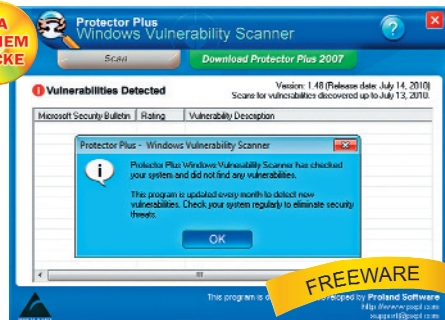 A
HEM
CKE
Protector Plus
Windows Vulnerability Scanner
?
Scan
Download Protector Plus 2007
Vulnerabilities Detected
Version: 1.48 (Release date: July 14, 2010)
Scans for vulnerabilities discovered up to July 13, 2010.
Microsoft Security Bulletin
Rating
Vulnerability Description
Protector Plus - Windows Vulnerability Scanner
Protector Plus Windows Vulnerability Scanner has checked
your system and did not find any vulnerabilities.
This program is updated every month to detect new
vulnerabilities. Check your system regularly to eliminate security
threats.
OK
FREEWARE
This program is d
eloped by Proland Software